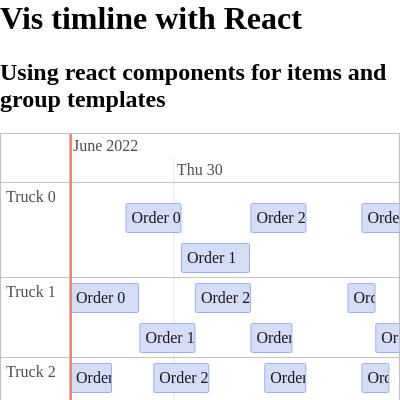 Vis timline with React
Using react components for items and
group templates
June 2022
Thu 30
Truck 0
Order 0
Order 2
Orde
Order 1
Truck 1
Order 0
Order 2
Orc
Order 1
Order
Or
Truck 2
Order
Order 2
Order
Orc